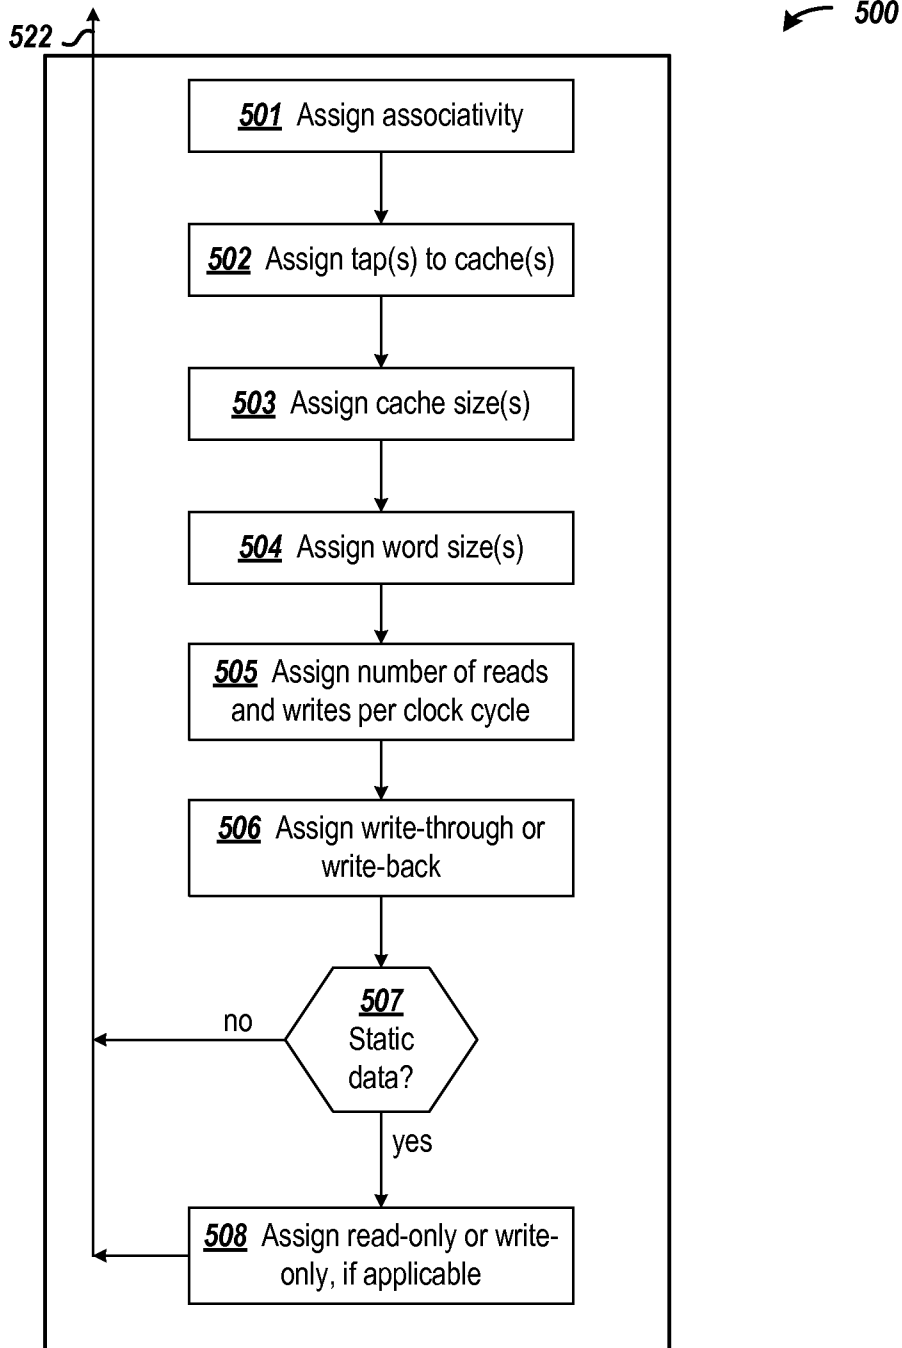 500
522
501 Assign associativity
502 Assign tap(s) to cache(s)
503 Assign cache size(s)
504 Assign word size(s)
505 Assign number of reads
and writes per clock cycle
506 Assign write-through or
write-back
507
Static
data?
no
yes
508 Assign read-only or write-
only, if applicable